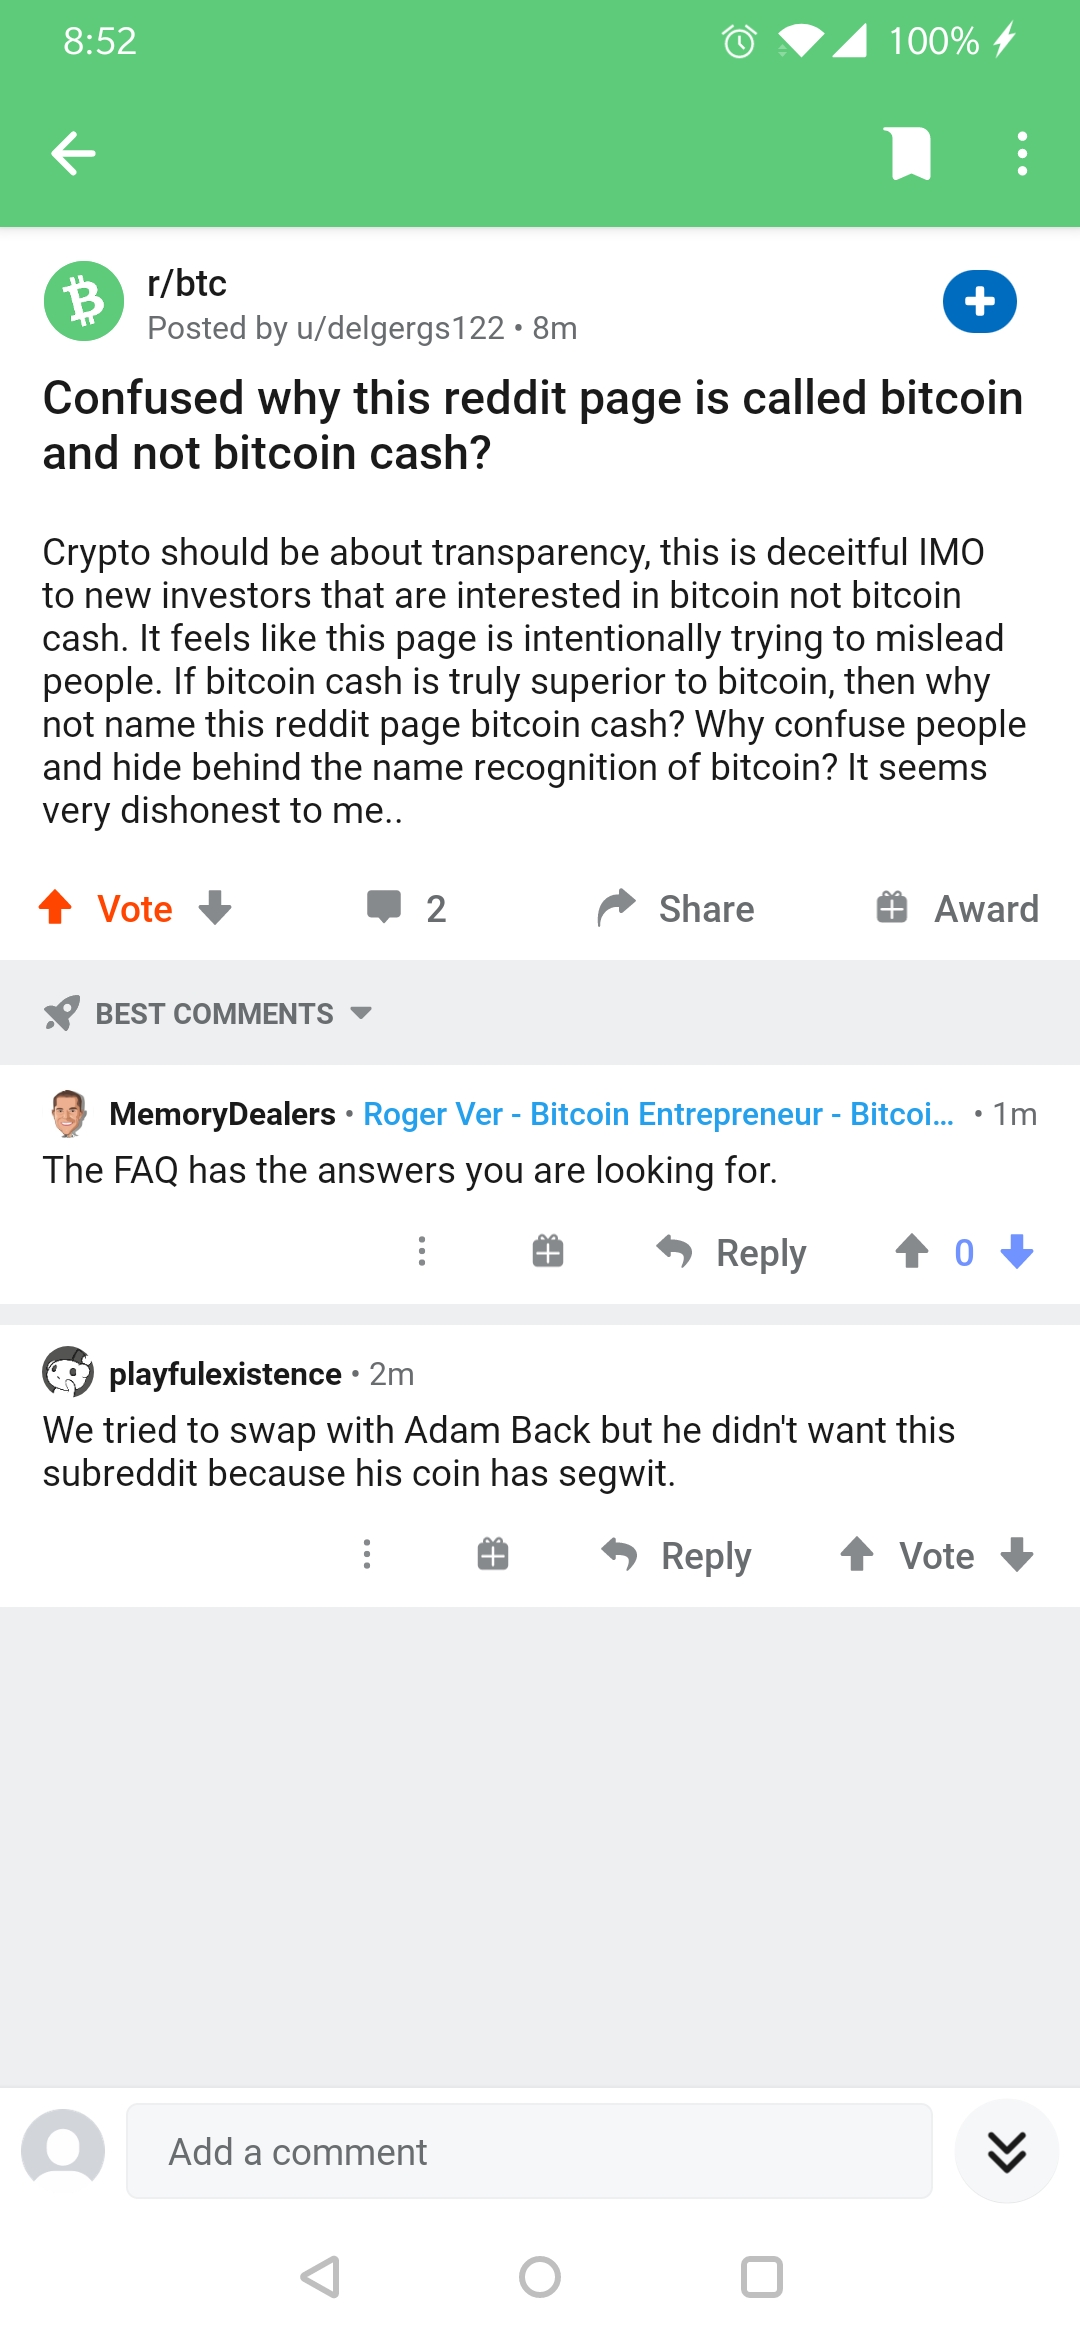 8:52
100%
r/btc
Posted by u/delgergs122 • 8m
Confused why this reddit page is called bitcoin
and not bitcoin cash?
Crypto should be about transparency, this is deceitful IMO
to new investors that are interested in bitcoin not bitcoin
cash. It feels like this page is intentionally trying to mislead
people. If bitcoin cash is truly superior to bitcoin, then why
not name this reddit page bitcoin cash? Why confuse people
and hide behind the name recognition of bitcoin? It seems
very dishonest to me..
Vote
2
Share
Award
BEST COMMENTS
MemoryDealers • Roger Ver - Bitcoin Entrepreneur - Bitcoi... • 1m
The FAQ has the answers you are looking for.
Reply
0
playfulexistence • 2m
We tried to swap with Adam Back but he didn't want this
subreddit because his coin has segwit.
Reply
Vote
Add a comment